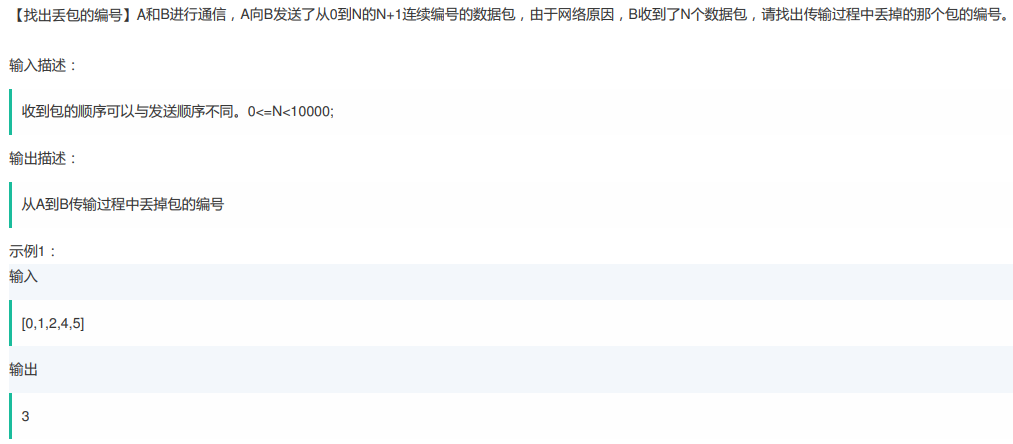 【找出丢包的编号】A和B进行通信，A向B发送了从0到N的N+1连续编号的数据包，由于网络原因，B收到了N个数据包，请找出传输过程中丢掉的那个包的编号。
输入描述：
收到包的顺序可以与发送顺序不同。0<=N<10000;
输出描述：
从A到B传输过程中丢掉包的编号
示例1：
输入
[0,1,2,4,5]
输出
3